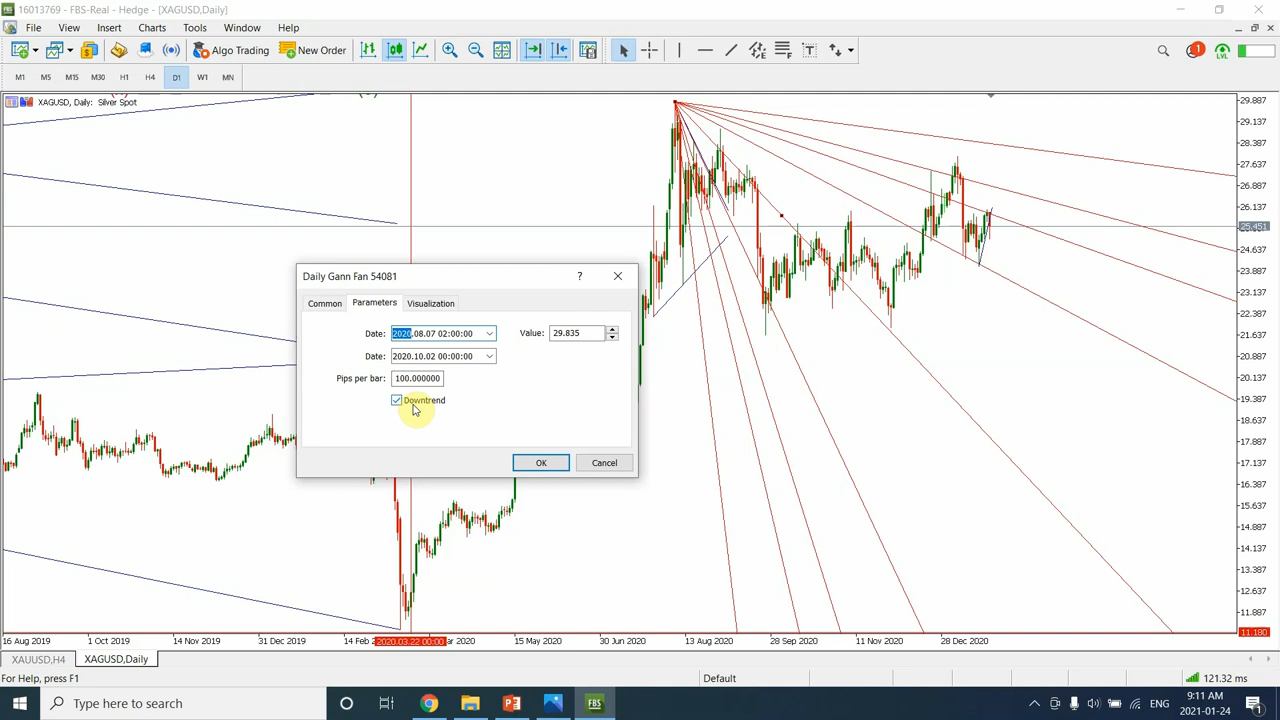 16013769 - FBS-Real - Hedge - [XAGUSD,Daily]
File View Insert Charts Tools Window Help
Algo Trading New Order 1 LVL
M1 M5 M15 M30 H1 H4 D1 W1 MN
XAGUSD, Daily: Silver Spot
29.887
29.137
28.387
27.637
26.887
26.137
25.451
24.637
23.887
23.137
22.387
21.637
20.887
20.137
19.387
18.637
17.887
17.137
16.387
15.637
14.887
14.137
13.387
12.637
11.887
11.180
Daily Gann Fan 54081 ?
Common Parameters Visualization
Date: 2020.08.07 02:00:00 Value: 29.835
Date: 2020.10.02 00:00:00
Pips per bar: 100.000000
Downtrend
OK Cancel
16 Aug 2019 1 Oct 2019 14 Nov 2019 31 Dec 2019 14 Feb 2020.03.22 00:00 ar 2020 15 May 2020 30 Jun 2020 13 Aug 2020 28 Sep 2020 11 Nov 2020 28 Dec 2020
XAUUSD,H4 XAGUSD,Daily
For Help, press F1 Default 121.32 ms
Type here to search FBS ENG 9:11 AM
2021-01-24 1